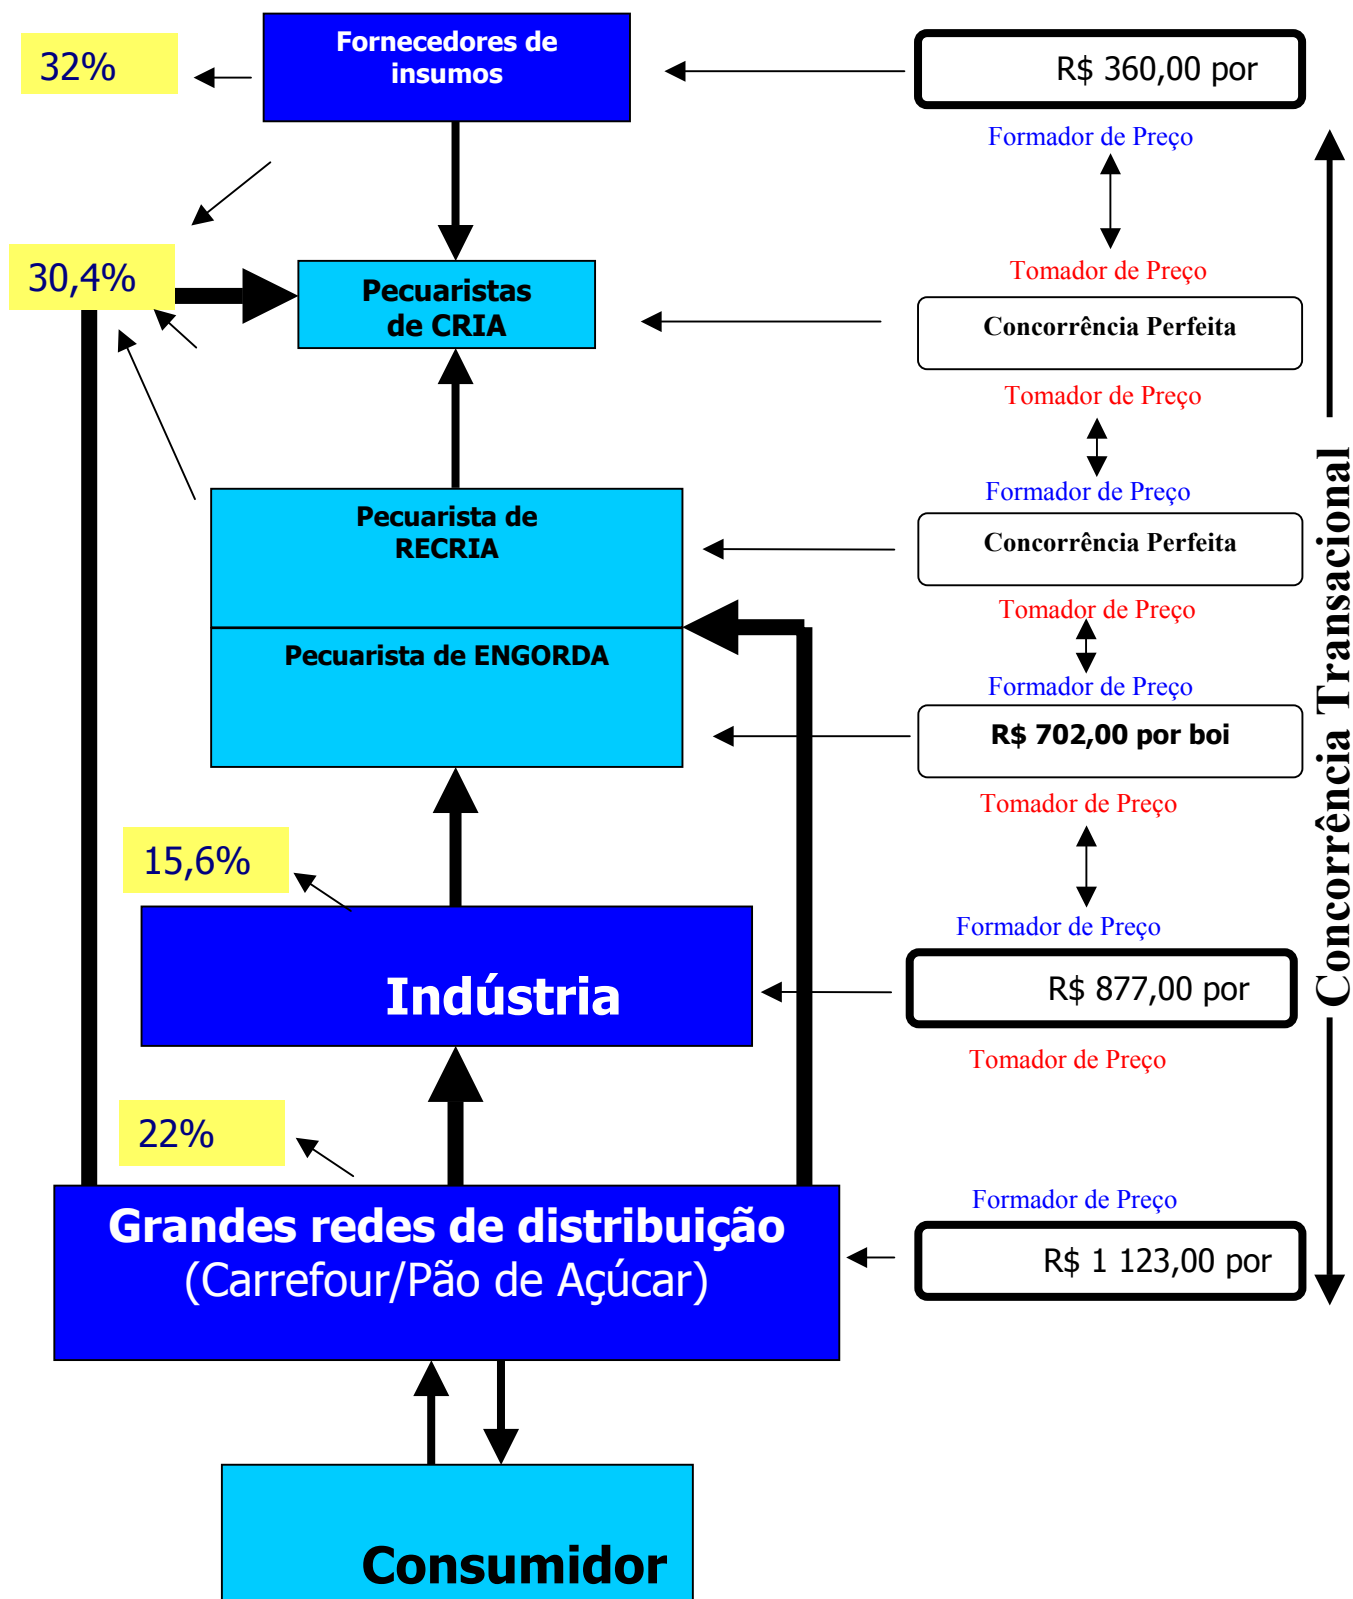 32%
Fornecedores de
insumos
R$ 360,00 por
Formador de Preço
Tomador de Preço
30,4%
Pecuaristas
de CRIA
Concorrência Perfeita
Tomador de Preço
Formador de Preço
Pecuarista de
RECRIA
Concorrência Perfeita
Tomador de Preço
Pecuarista de ENGORDA
Formador de Preço
R$ 702,00 por boi
Tomador de Preço
15,6%
Formador de Preço
Indústria
R$ 877,00 por
Tomador de Preço
22%
Formador de Preço
Grandes redes de distribuição
(Carrefour/Pão de Açúcar)
R$ 1 123,00 por
Consumidor
Concorrência Transacional